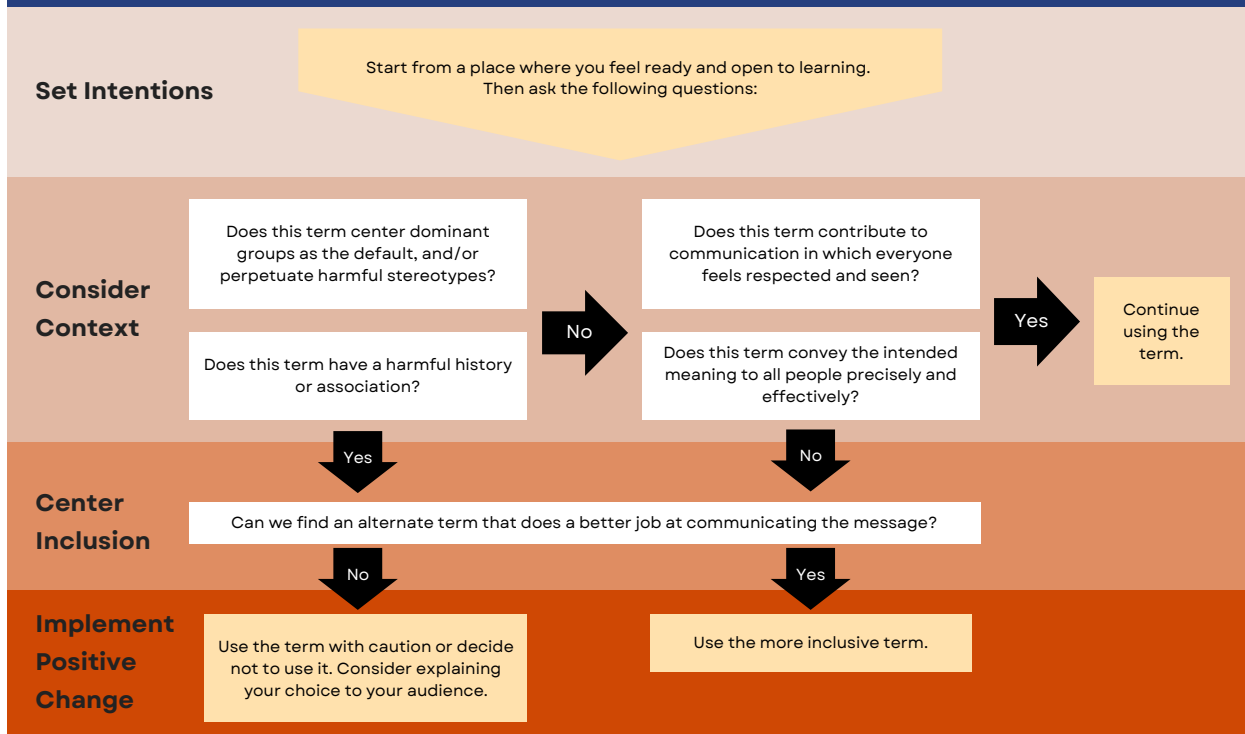 Set Intentions
Start from a place where you feel ready and open to learning.
Then ask the following questions:
Consider
Context
Does this term center dominant
groups as the default, and/or
perpetuate harmful stereotypes?
Does this term have a harmful history
or association?
No
Does this term contribute to
communication in which everyone
feels respected and seen?
Does this term convey the intended
meaning to all people precisely and
effectively?
Yes
Continue
using the
term.
Yes
No
Center
Inclusion
Can we find an alternate term that does a better job at communicating the message?
No
Yes
Implement
Positive
Change
Use the term with caution or decide
not to use it. Consider explaining
your choice to your audience.
Use the more inclusive term.